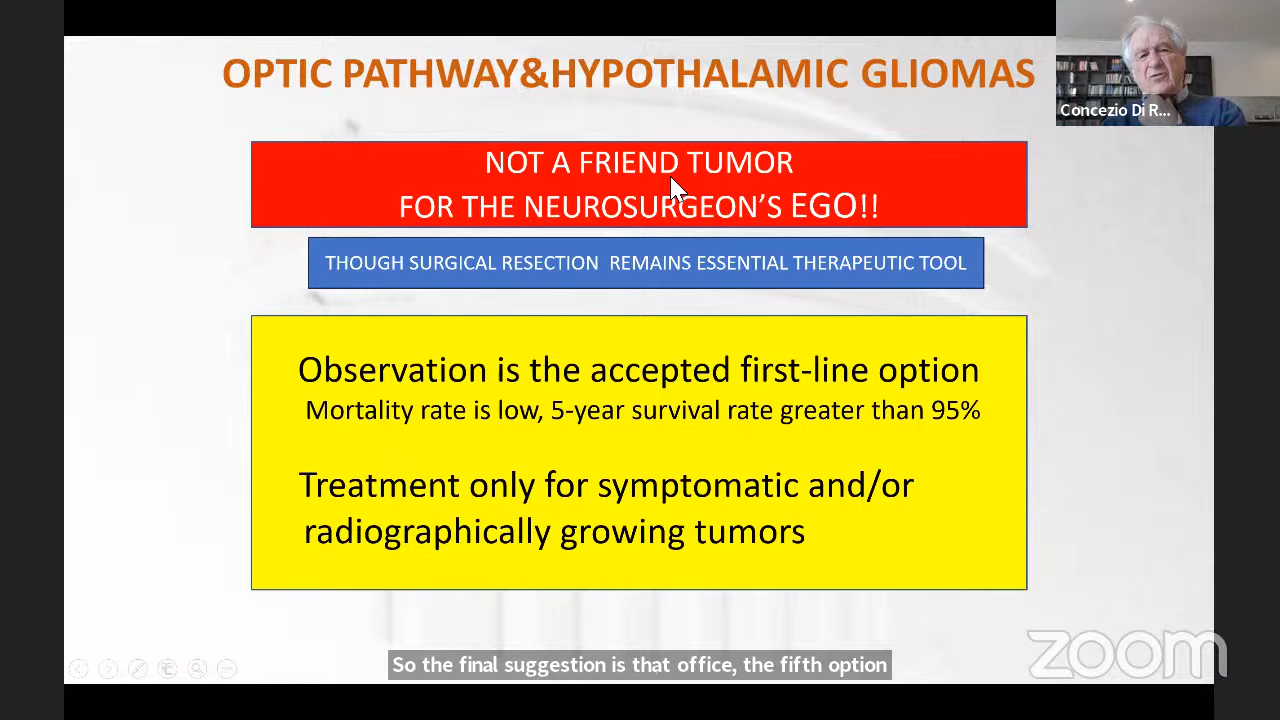 OPTIC PATHWAY&HYPOTHALAMIC GLIOMAS
Concezio Di R...
NOT A FRIEND TUMOR
FOR THE NEUROSURGEON'S EGO!!
THOUGH SURGICAL RESECTION REMAINS ESSENTIAL THERAPEUTIC TOOL
Observation is the accepted first-line option
Mortality rate is low, 5-year survival rate greater than 95%
Treatment only for symptomatic and/or
radiographically growing tumors
So the final suggestion is that office, the fifth option
zoom